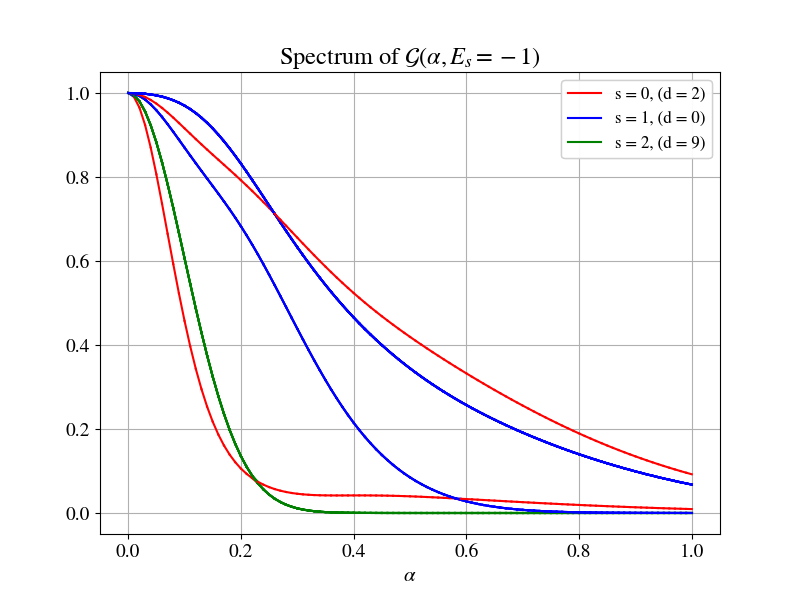 Spectrum of 𝒢(α, E_s = −1)
s = 0, (d = 2)
s = 1, (d = 0)
s = 2, (d = 9)
1.0
0.8
0.6
0.4
0.2
0.0
0.0 0.2 0.4 0.6 0.8 1.0
α